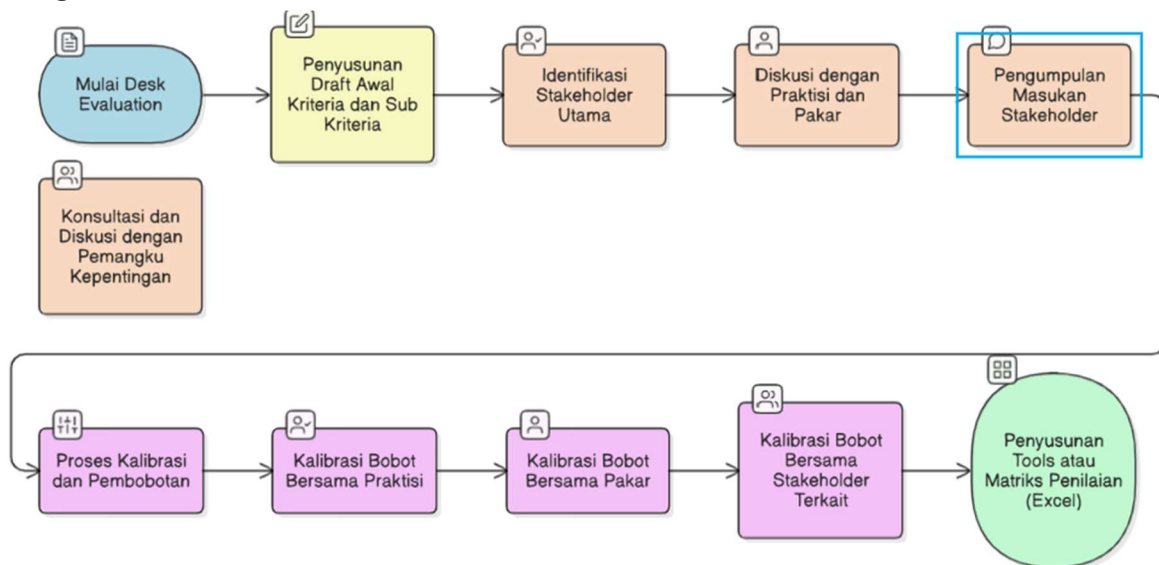 Mulai Desk
Evaluation
Penyusunan
Draft Awal
Kriteria dan Sub
Kriteria
Identifikasi
Stakeholder
Utama
Diskusi dengan
Praktisi dan
Pakar
Pengumpulan
Masukan
Stakeholder
Konsultasi dan
Diskusi dengan
Pemangku
Kepentingan
Proses Kalibrasi
dan Pembobotan
Kalibrasi Bobot
Bersama Praktisi
Kalibrasi Bobot
Bersama Pakar
Kalibrasi Bobot
Bersama
Stakeholder
Terkait
Penyusunan
Tools atau
Matriks Penilaian
(Excel)